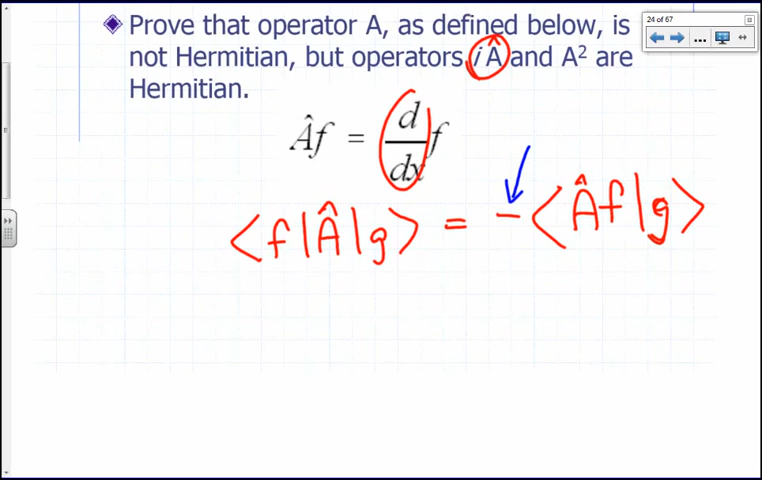 24 of 67
Prove that operator A, as defined below, is
not Hermitian, but operators iÂ and A² are
Hermitian.
Âf = d/dx f
<f|Â|g> = -<Âf|g>